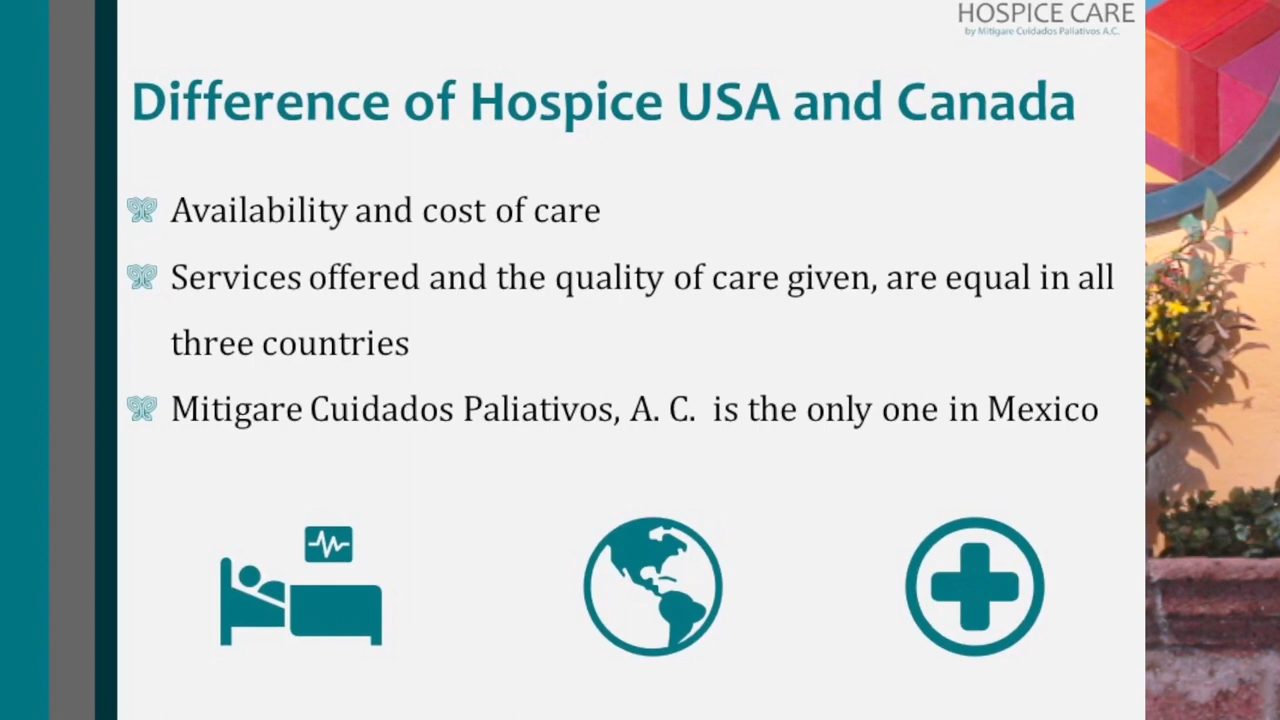 HOSPICE CARE
by Mitigare Cuidados Paliativos A.C.
Difference of Hospice USA and Canada
Availability and cost of care
Services offered and the quality of care given, are equal in all
three countries
Mitigare Cuidados Paliativos, A. C. is the only one in Mexico